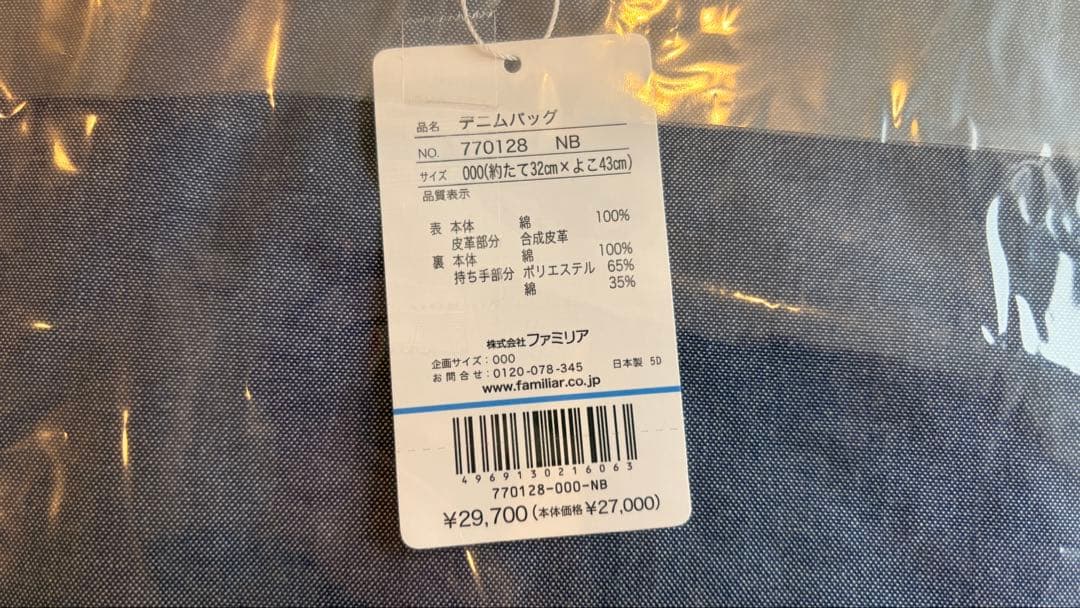 品名 デニムバッグ
NO. 770128 NB
サイズ 000(約たて32㎝×よこ43㎝)
品質表示
表 本体 綿 100%
皮革部分 合成皮革
裏 本体 綿 100%
持ち手部分 ポリエステル 65%
綿 35%
株式会社ファミリア
企画サイズ:000
お問合せ:0120-078-345 日本製 5D
www.familiar.co.jp
4969130216063
770128-000-NB
¥29,700(本体価格¥27,000)